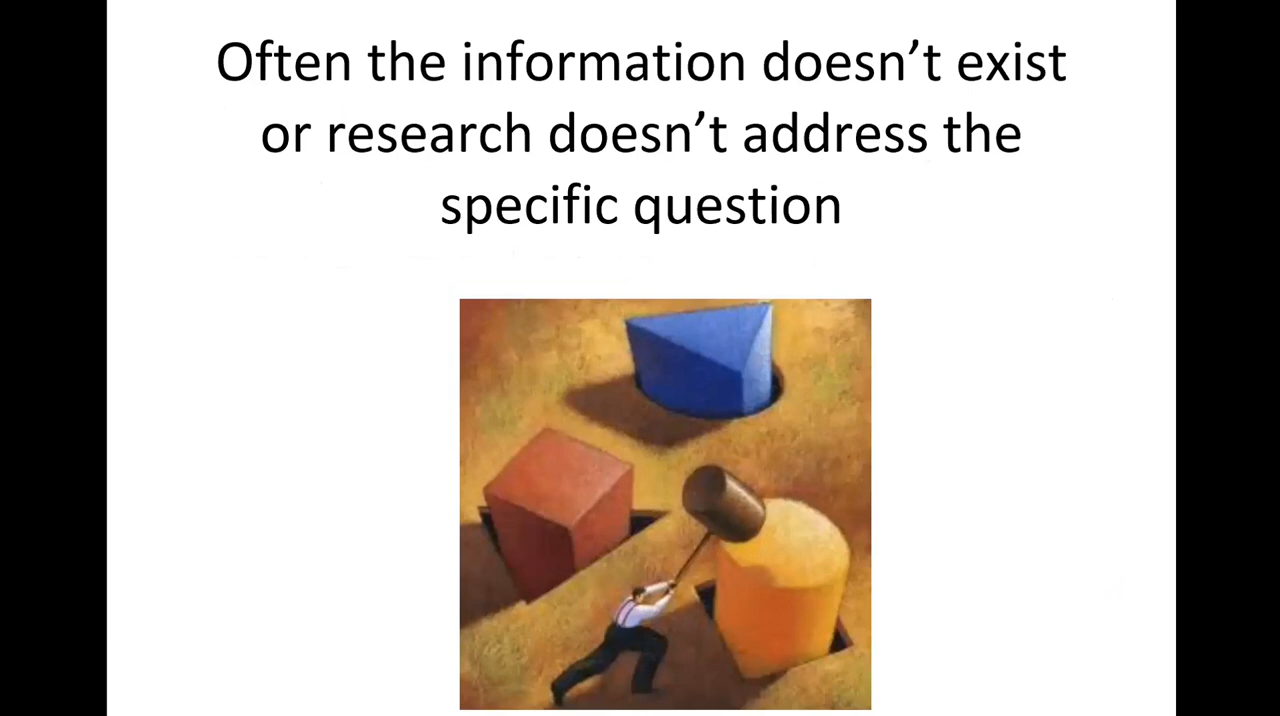 Often the information doesn’t exist
or research doesn’t address the
specific question